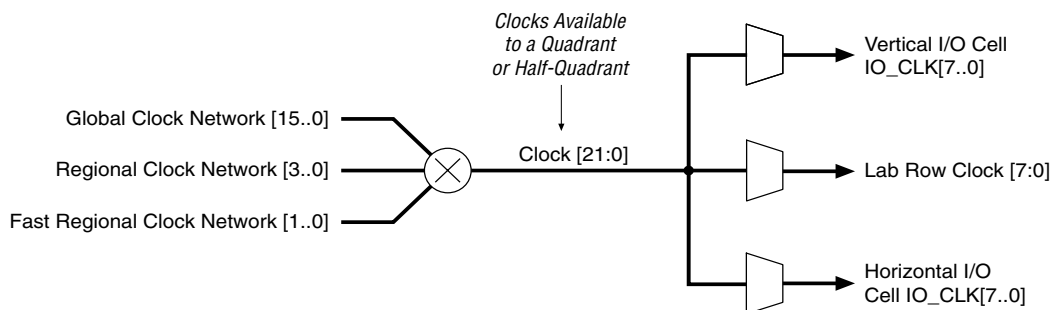 Clocks Available
to a Quadrant
or Half-Quadrant
Vertical I/O Cell
IO_CLK[7..0]
Global Clock Network [15..0]
Clock [21:0]
Regional Clock Network [3..0]
Lab Row Clock [7:0]
Fast Regional Clock Network [1..0]
Horizontal I/O
Cell IO_CLK[7..0]